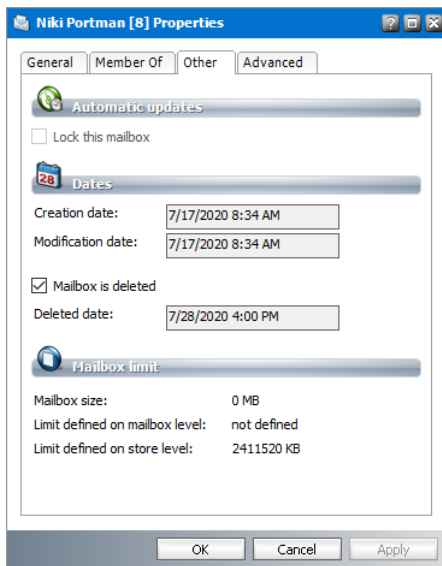 Niki Portman [8] Properties
General Member Of Other Advanced
Automatic updates
Lock this mailbox
28
Dates
Creation date: 7/17/2020 8:34 AM
Modification date: 7/17/2020 8:34 AM
Mailbox is deleted
Deleted date: 7/28/2020 4:00 PM
Mailbox limit
Mailbox size: 0 MB
Limit defined on mailbox level: not defined
Limit defined on store level: 2411520 KB
OK Cancel Apply